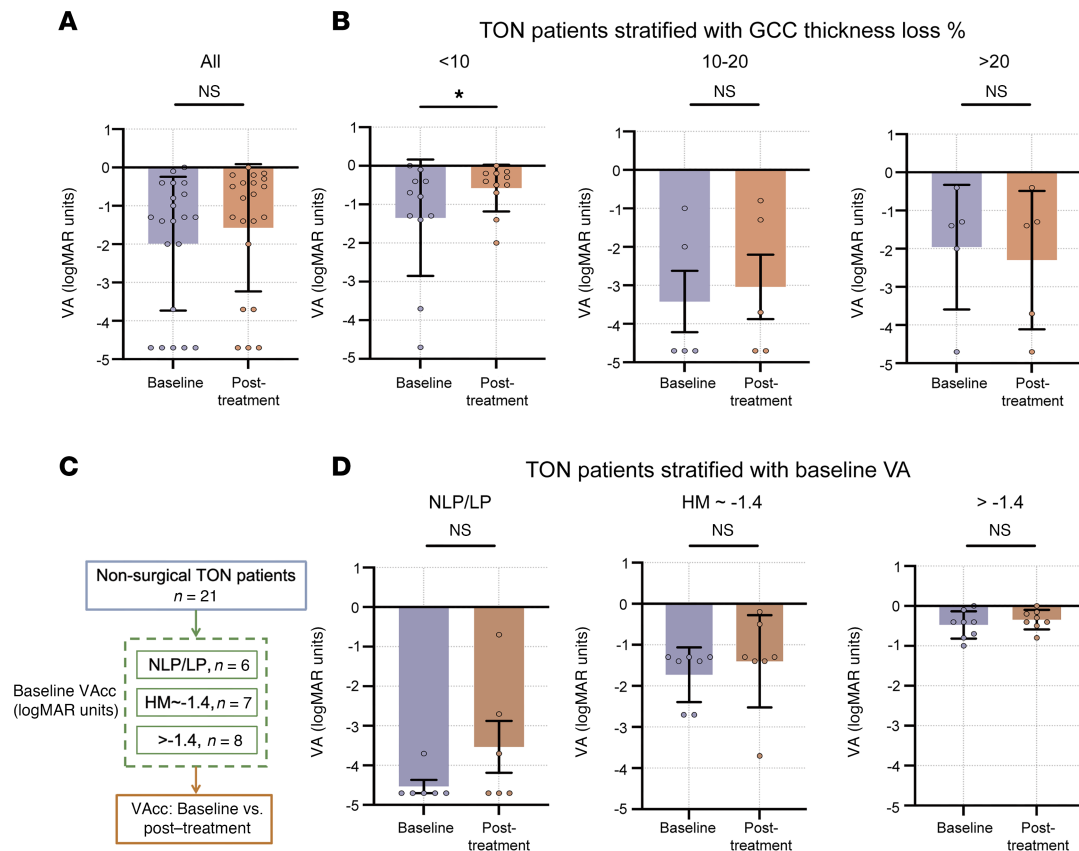 A
All
NS
1
0
-1
-2
-3
-4
-5
VA (logMAR units)
Baseline
Post-
treatment
B
TON patients stratified with GCC thickness loss %
<10
*
1
0
-1
-2
-3
-4
-5
VA (logMAR units)
Baseline
Post-
treatment
10-20
NS
1
0
-1
-2
-3
-4
-5
VA (logMAR units)
Baseline
Post-
treatment
>20
NS
1
0
-1
-2
-3
-4
-5
VA (logMAR units)
Baseline
Post-
treatment
C
Non-surgical TON patients
n = 21
Baseline VAcc
(logMAR units)
NLP/LP, n = 6
HM~-1.4, n = 7
>-1.4, n = 8
VAcc: Baseline vs.
post–treatment
D
TON patients stratified with baseline VA
NLP/LP
NS
1
0
-1
-2
-3
-4
-5
VA (logMAR units)
Baseline
Post-
treatment
HM ~ -1.4
NS
1
0
-1
-2
-3
-4
-5
VA (logMAR units)
Baseline
Post-
treatment
> -1.4
NS
1
0
-1
-2
-3
-4
-5
VA (logMAR units)
Baseline
Post-
treatment